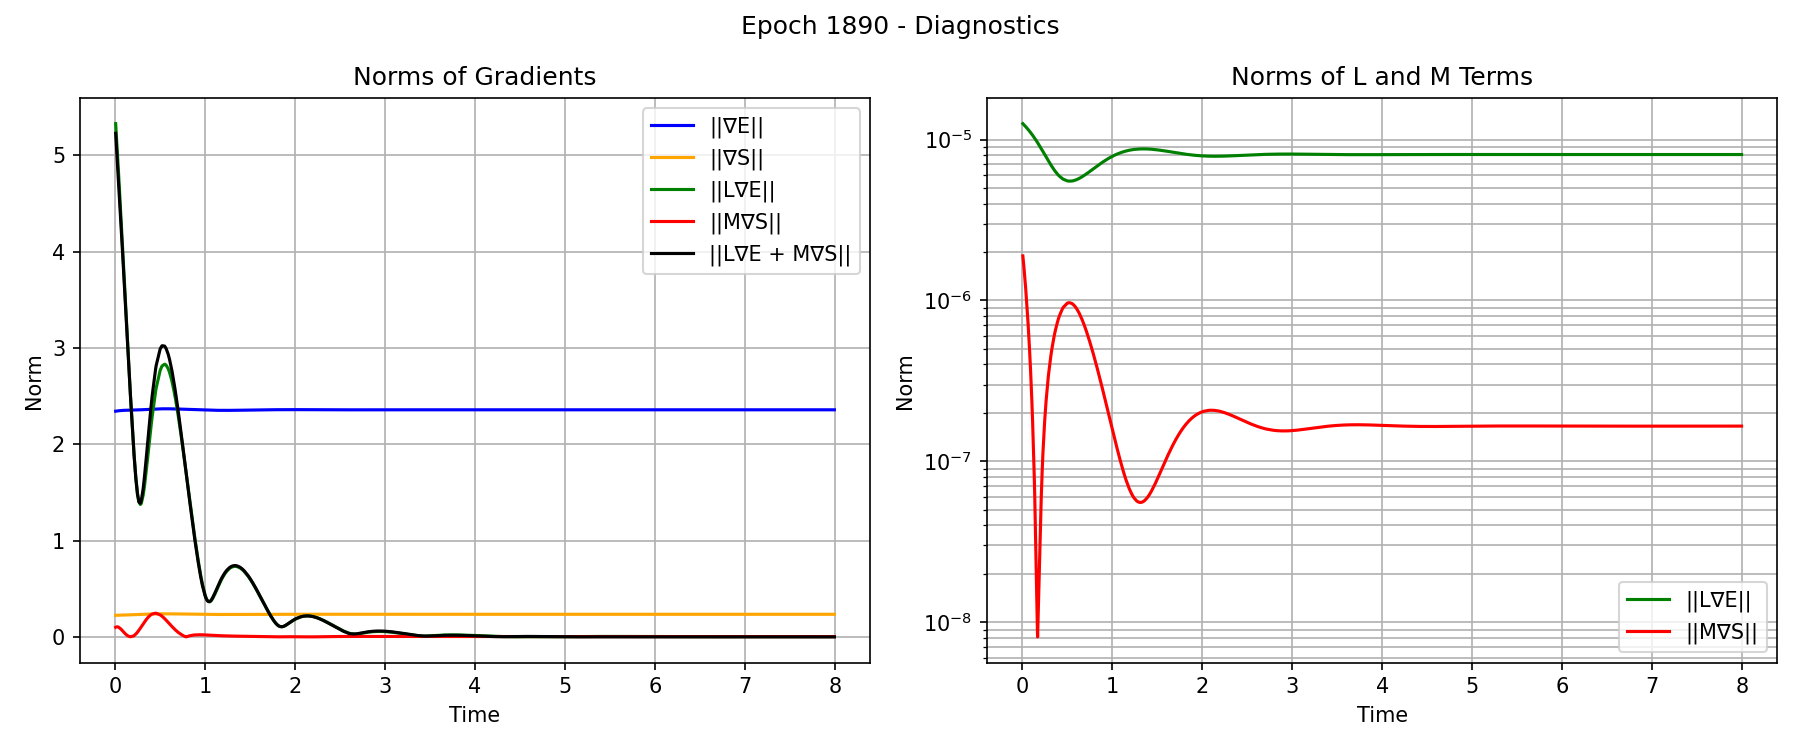 Epoch 1890 - Diagnostics
Norms of Gradients
Norm
5
4
3
2
1
0
||∇E||
||∇S||
||L∇E||
||M∇S||
||L∇E + M∇S||
0 1 2 3 4 5 6 7 8
Time
Norms of L and M Terms
Norm
10⁻⁵
10⁻⁶
10⁻⁷
10⁻⁸
||L∇E||
||M∇S||
0 1 2 3 4 5 6 7 8
Time